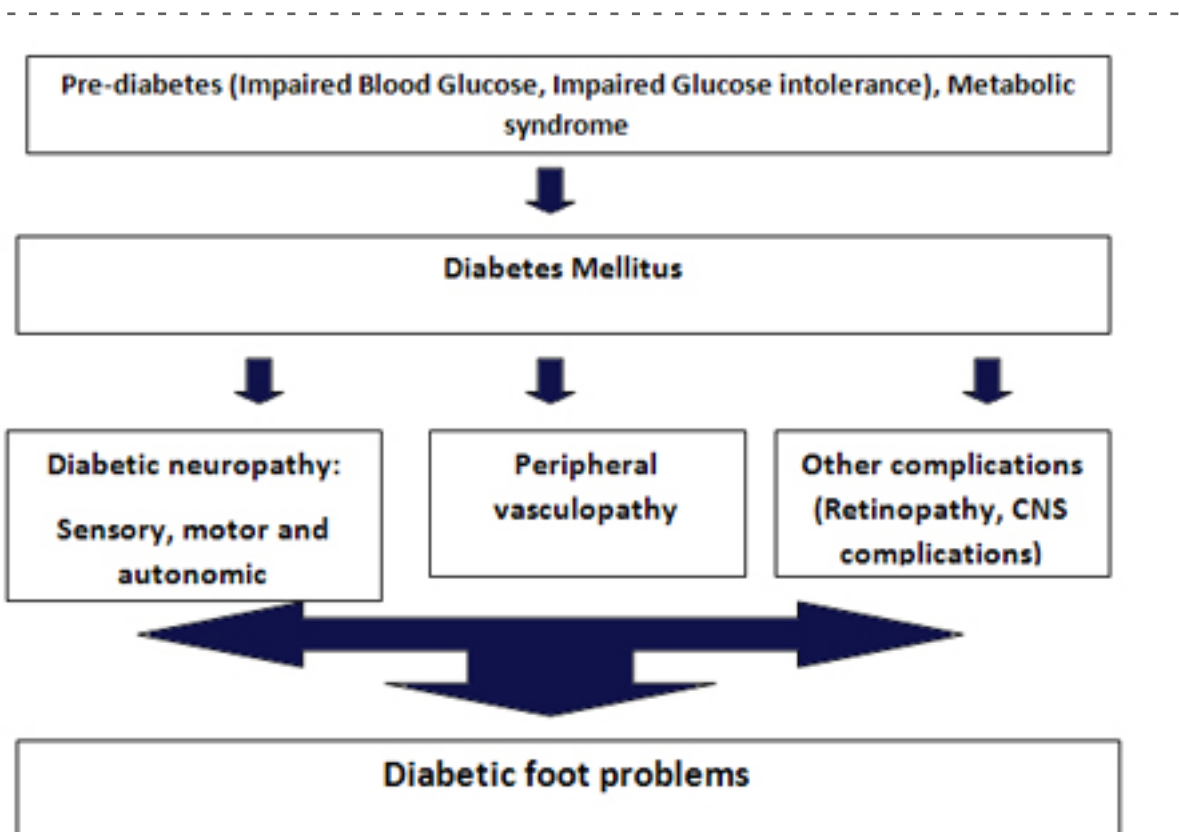 Pre-diabetes (Impaired Blood Glucose, Impaired Glucose intolerance), Metabolic
syndrome
Diabetes Mellitus
Diabetic neuropathy:
Sensory, motor and
autonomic
Peripheral
vasculopathy
Other complications
(Retinopathy, CNS
complications)
Diabetic foot problems